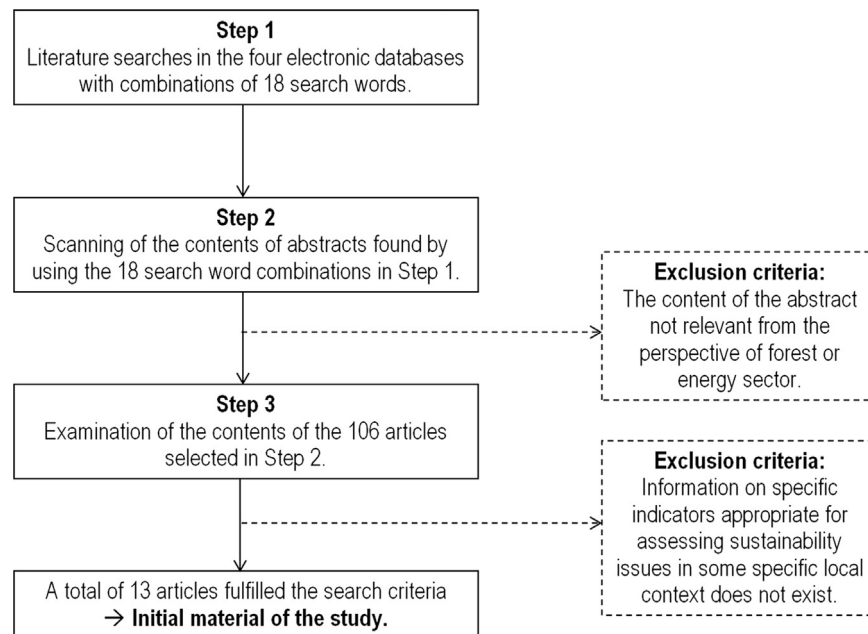 Step 1
Literature searches in the four electronic databases
with combinations of 18 search words.
Step 2
Scanning of the contents of abstracts found by
using the 18 search word combinations in Step 1.
Exclusion criteria:
The content of the abstract
not relevant from the
perspective of forest or
energy sector.
Step 3
Examination of the contents of the 106 articles
selected in Step 2.
Exclusion criteria:
Information on specific
indicators appropriate for
assessing sustainability
issues in some specific local
context does not exist.
A total of 13 articles fulfilled the search criteria
→ Initial material of the study.